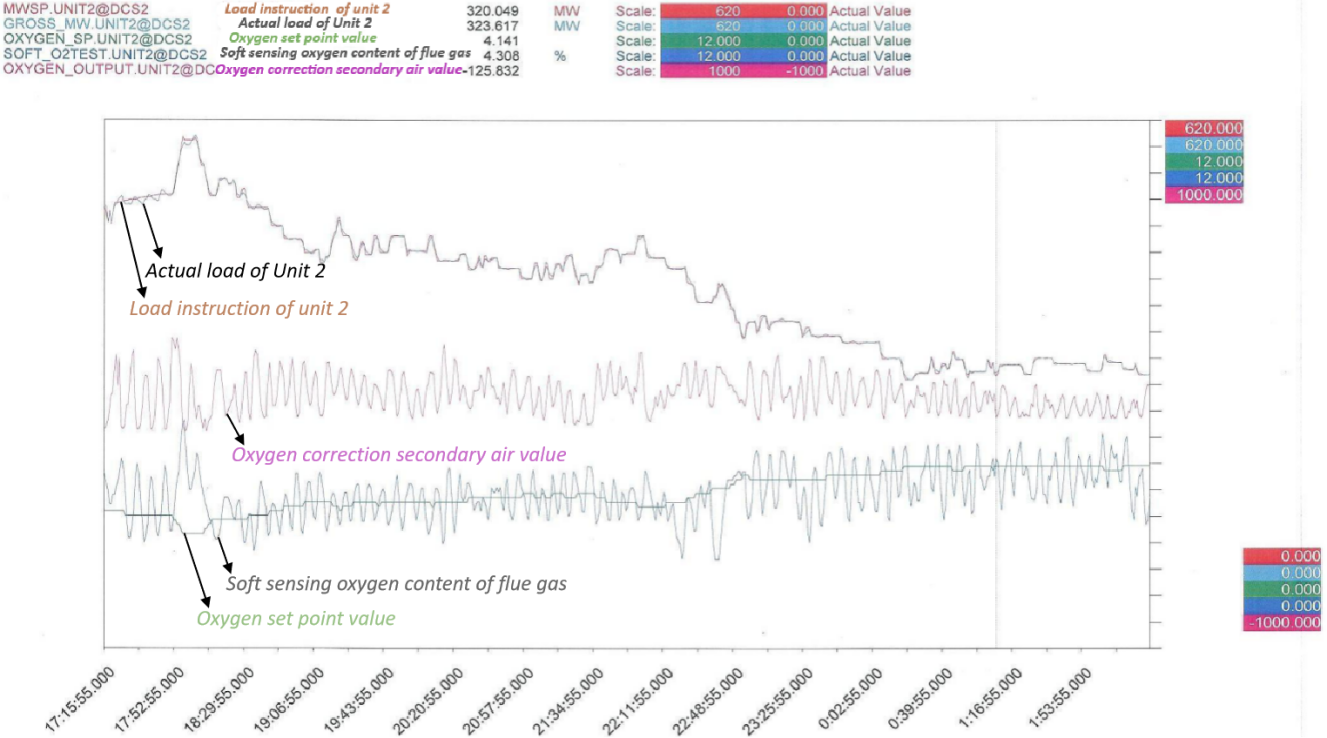 MWSP.UNIT2@DCS2 Load instruction of unit 2 320.049 MW Scale: 620 0.000 Actual Value
GROSS_MW.UNIT2@DCS2 Actual load of Unit 2 323.617 MW Scale: 620 0.000 Actual Value
OXYGEN_SP.UNIT2@DCS2 Oxygen set point value 4.141 Scale: 12.000 0.000 Actual Value
SOFT_O2TEST.UNIT2@DCS2 Soft sensing oxygen content of flue gas 4.308 % Scale: 12.000 0.000 Actual Value
OXYGEN_OUTPUT.UNIT2@DC Oxygen correction secondary air value -125.832 Scale: 1000 -1000 Actual Value
620.000
620.000
12.000
12.000
1000.000
Actual load of Unit 2
Load instruction of unit 2
Oxygen correction secondary air value
Soft sensing oxygen content of flue gas
Oxygen set point value
0.000
0.000
0.000
0.000
-1000.000
17:15:55.000
17:52:55.000
18:29:55.000
19:06:55.000
19:43:55.000
20:20:55.000
20:57:55.000
21:34:55.000
22:11:55.000
22:48:55.000
23:25:55.000
0:02:55.000
0:39:55.000
1:16:55.000
1:53:55.000